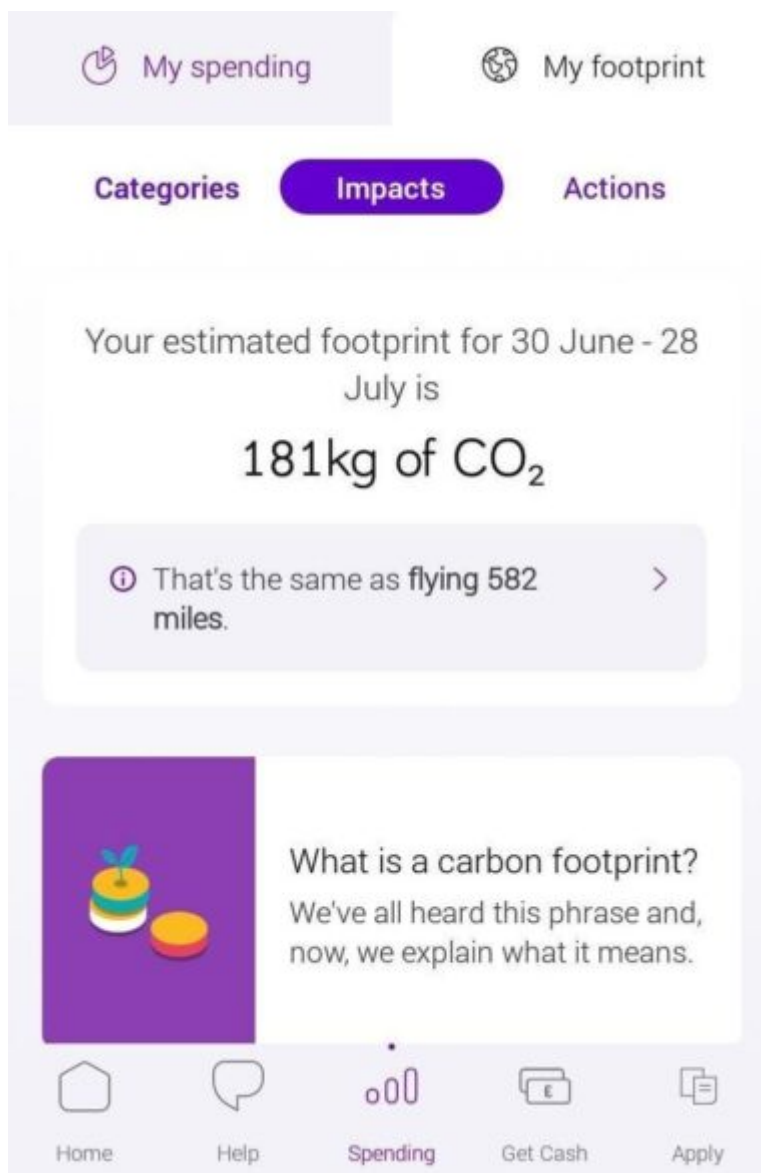 My spending My footprint
Categories Impacts Actions
Your estimated footprint for 30 June - 28
July is
181kg of CO₂
That's the same as flying 582
miles.
What is a carbon footprint?
We've all heard this phrase and,
now, we explain what it means.
£
Home Help Spending Get Cash Apply